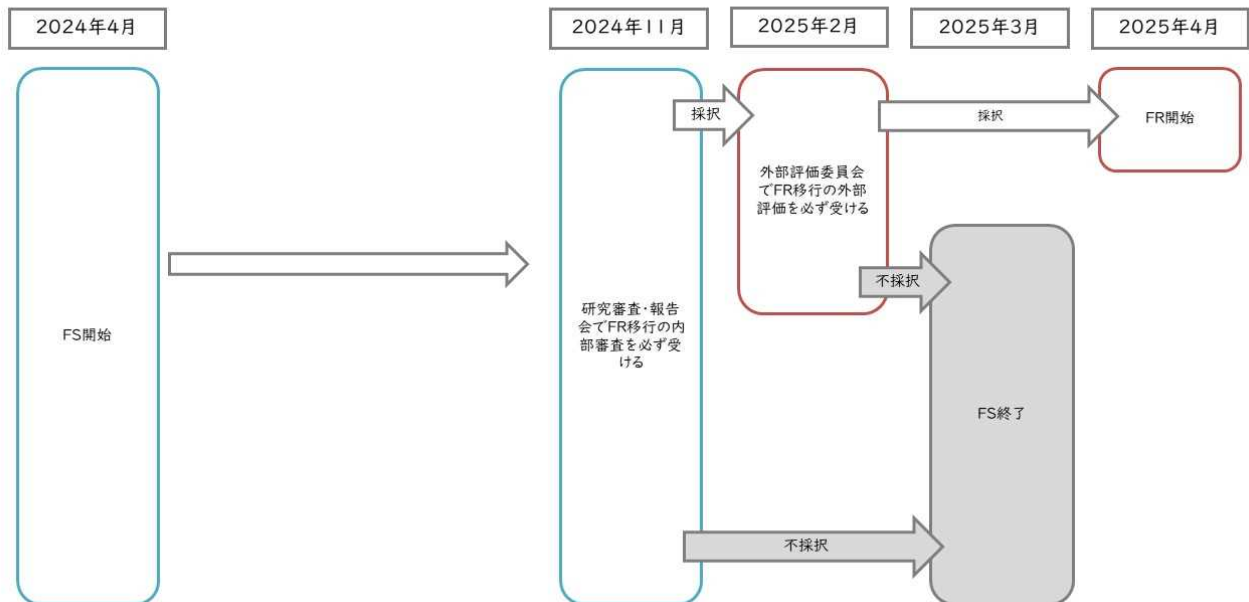 2024年4月
2024年11月
2025年2月
2025年3月
2025年4月
FS開始
研究審査・報告
会でFR移行の内
部審査を必ず受
ける
採択
外部評価委員会
でFR移行の外部
評価を必ず受ける
採択
FR開始
不採択
FS終了
不採択